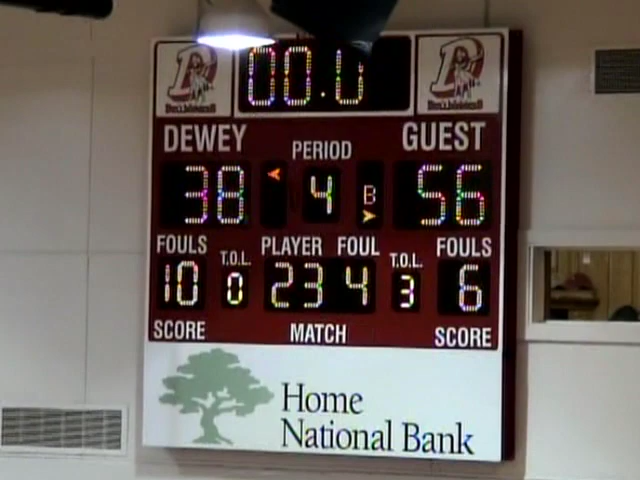 00.0
DEWEY
PERIOD
GUEST
38 4 B 56
FOULS T.O.L. PLAYER FOUL T.O.L. FOULS
10 0 23 4 3 6
SCORE MATCH SCORE
Home
National Bank